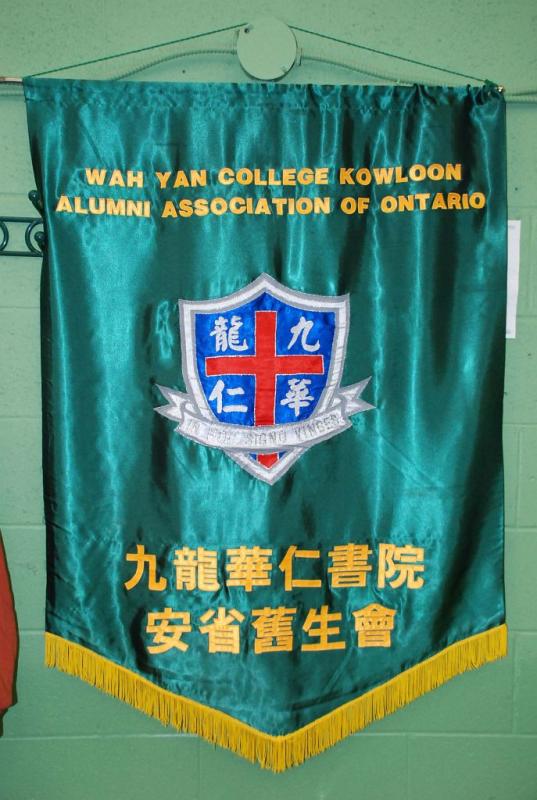 WAH YAN COLLEGE KOWLOON
ALUMNI ASSOCIATION OF ONTARIO
龍 九
仁 華
IN HOC SIGNO VINCES
九龍華仁書院
安省舊生會